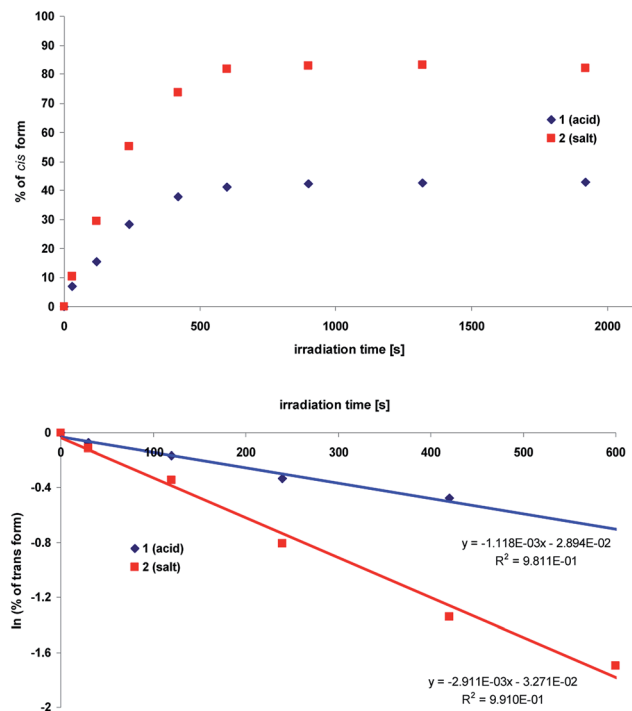 100
90
80
70
60
50
40
30
20
10
0
% of cis form
1 (acid)
2 (salt)
0 500 1000 1500 2000
irradiation time [s]
irradiation time [s]
0 100 200 300 400 500 600
0
-0.4
-0.8
-1.2
-1.6
-2
ln (% of trans form)
1 (acid)
2 (salt)
y = -1.118E-03x - 2.894E-02
R² = 9.811E-01
y = -2.911E-03x - 3.271E-02
R² = 9.910E-01